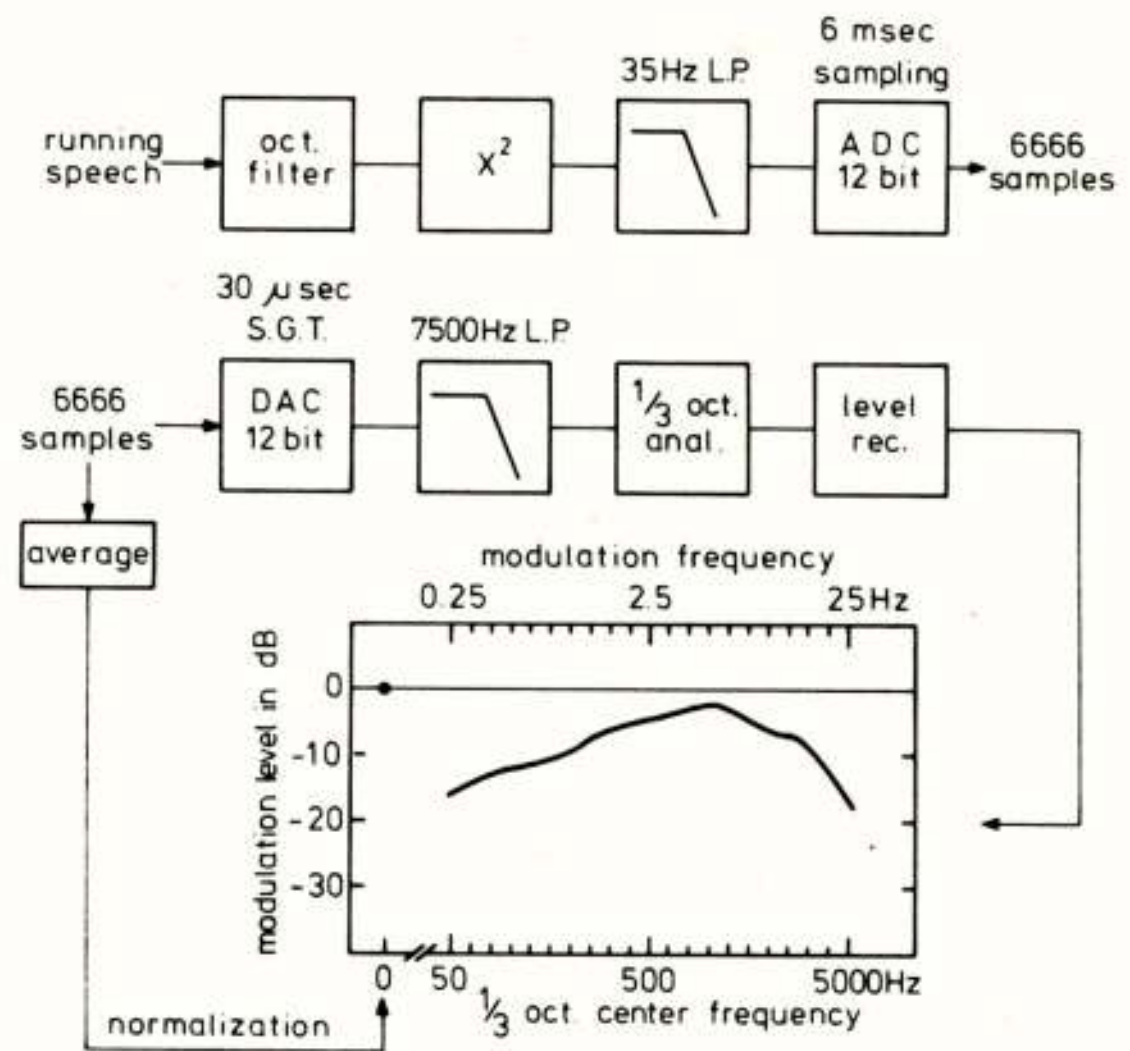 6 msec
sampling
35Hz L.P.
running
speech
oct.
filter
X²
ADC
12 bit
6666
samples
30 μsec
S.G.T.
7500Hz L.P.
6666
samples
DAC
12 bit
1/3 oct.
anal.
level
rec.
average
modulation frequency
0.25 2.5 25Hz
modulation level in dB
0
-10
-20
-30
0 50 500 5000Hz
1/3 oct. center frequency
normalization